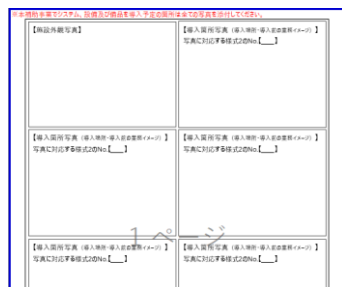 ※本補助事業でシステム、設備及び備品を導入予定の箇所は全ての写真を添付してください。
【施設外観写真】
【導入箇所写真（導入場所・導入前後業務イメージ）】
写真に対応する様式2のNo.【＿＿】
【導入箇所写真（導入場所・導入前後業務イメージ）】
写真に対応する様式2のNo.【＿＿】
【導入箇所写真（導入場所・導入前後業務イメージ）】
写真に対応する様式2のNo.【＿＿】
1 ページ
【導入箇所写真（導入場所・導入前後業務イメージ）】
写真に対応する様式2のNo.【＿＿】
【導入箇所写真（導入場所・導入前後業務イメージ）】
写真に対応する様式2のNo.【＿＿】